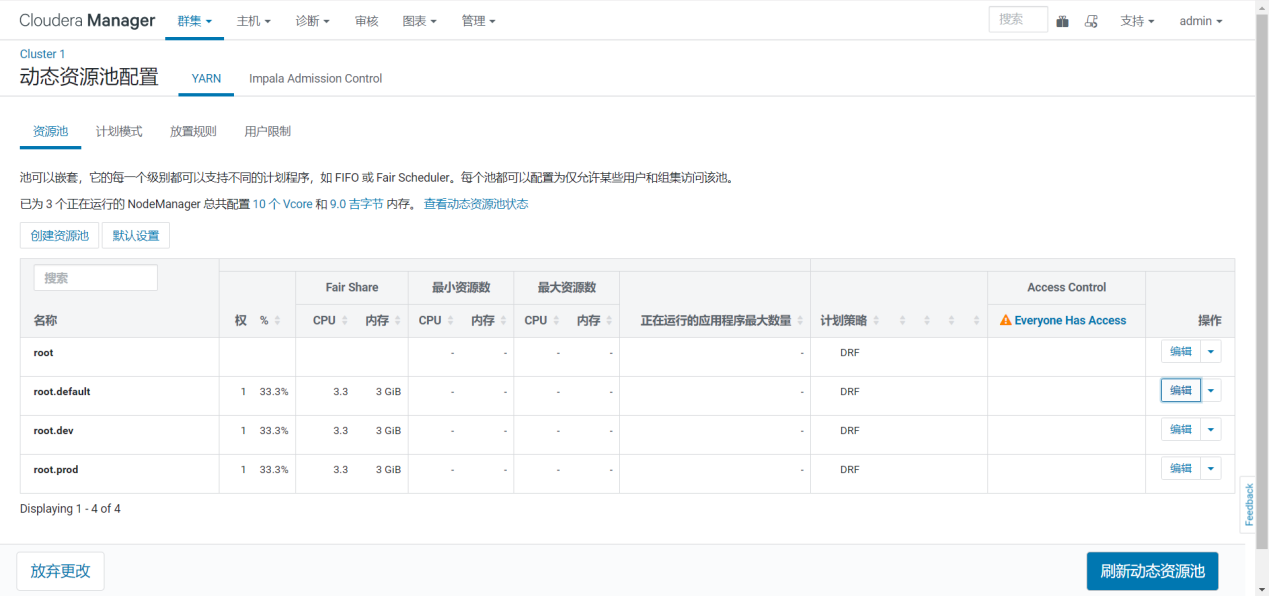 Cloudera Manager 群集 主机 诊断 审核 图表 管理 搜索 支持 admin
Cluster 1
动态资源池配置 YARN Impala Admission Control
资源池 计划模式 放置规则 用户限制
池可以嵌套，它的每一个级别都可以支持不同的计划程序，如 FIFO 或 Fair Scheduler。每个池都可以配置为仅允许某些用户和组集访问该池。
已为 3 个正在运行的 NodeManager 总共配置 10 个 Vcore 和 9.0 吉字节 内存。 查看动态资源池状态
创建资源池 默认设置
搜索
Fair Share 最小资源数 最大资源数 Access Control
名称 权 % CPU 内存 CPU 内存 CPU 内存 正在运行的应用程序最大数量 计划策略 Everyone Has Access 操作
root - - - - - DRF 编辑
root.default 1 33.3% 3.3 3 GiB - - - - - DRF 编辑
root.dev 1 33.3% 3.3 3 GiB - - - - - DRF 编辑
root.prod 1 33.3% 3.3 3 GiB - - - - - DRF 编辑
Displaying 1 - 4 of 4
Feedback
放弃更改 刷新动态资源池